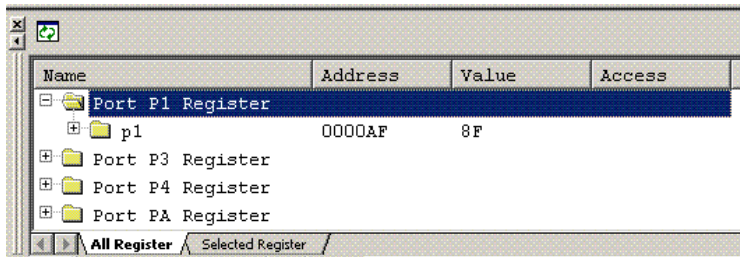 Name Address Value Access
Port P1 Register
p1 0000AF 8F
Port P3 Register
Port P4 Register
Port PA Register
All Register Selected Register